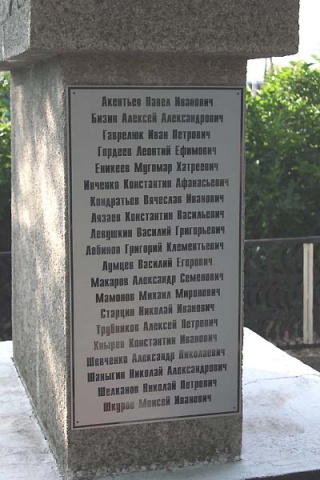 Акентьев Павел Иванович
Бизин Алексей Александрович
Гаврелюк Иван Петрович
Гордеев Леонтий Ефимович
Еникеев Мугомар Хатреевич
Ивченко Константин Афанасьевич
Кондратьев Вячеслав Иванович
Лязаев Константин Васильевич
Левушкин Василий Григорьевич
Лобинов Григорий Клементьевич
Лумцев Василий Егорович
Макаров Александр Семенович
Мамонов Михаил Миронович
Старцин Николай Иванович
Трубников Алексей Петрович
Хнырев Константин Иванович
Шевченко Александр Николаевич
Шаныгин Николай Александрович
Шелканов Николай Петрович
Шкуров Моисей Иванович